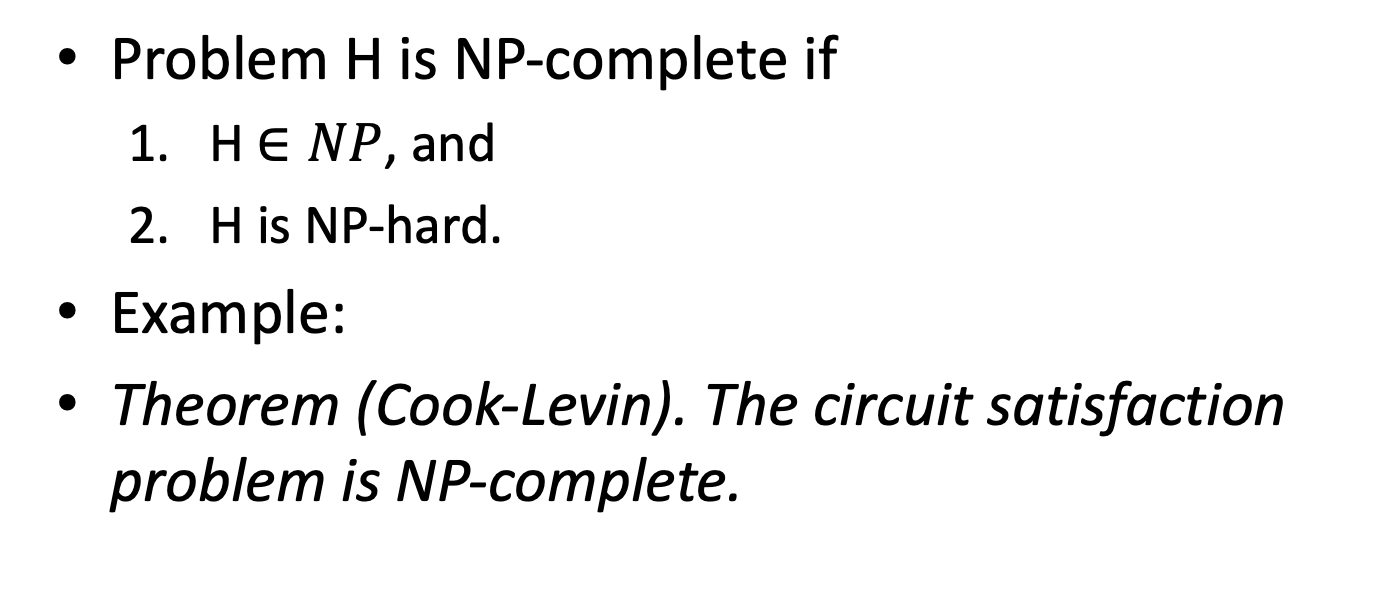 • Problem H is NP-complete if
1. H ∈ NP, and
2. H is NP-hard.
• Example:
• Theorem (Cook-Levin). The circuit satisfaction
problem is NP-complete.